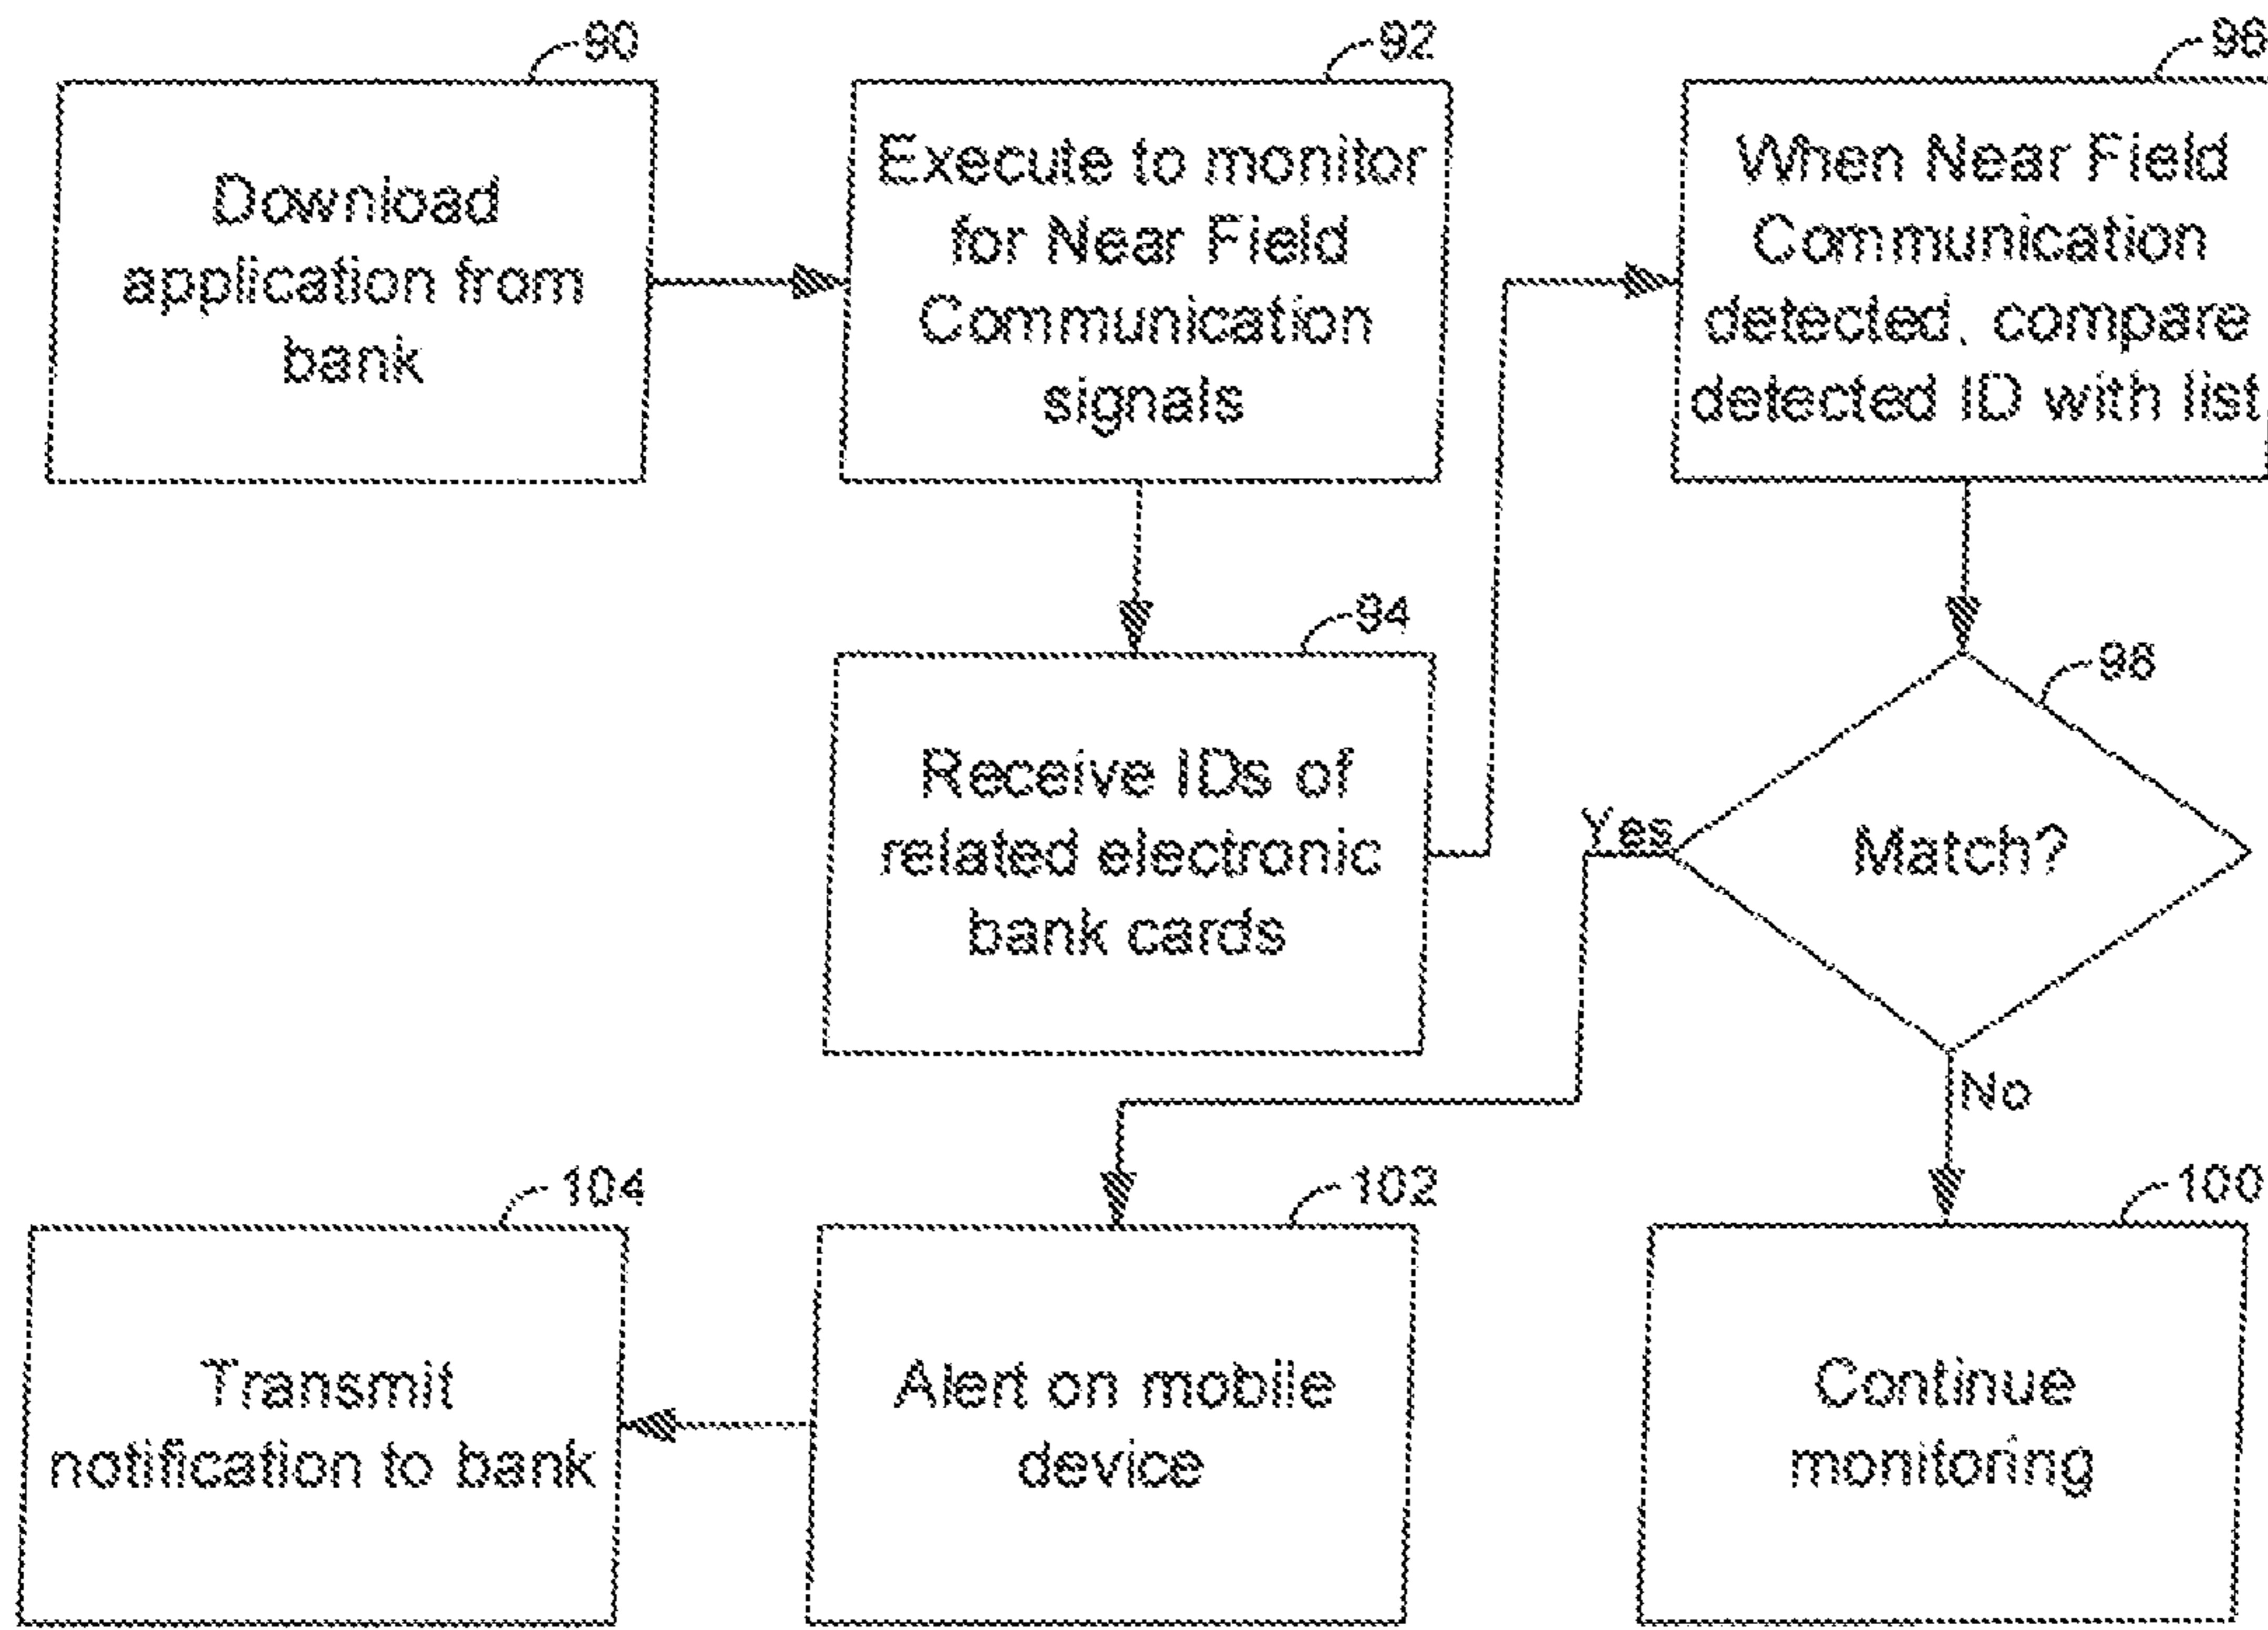 90
Download
application from
bank
92
Execute to monitor
for Near Field
Communication
signals
96
When Near Field
Communication
detected, compare
detected ID with list
94
Receive IDs of
related electronic
bank cards
Match?
Yes
No
104
Transmit
notification to bank
102
Alert on mobile
device
100
Continue
monitoring